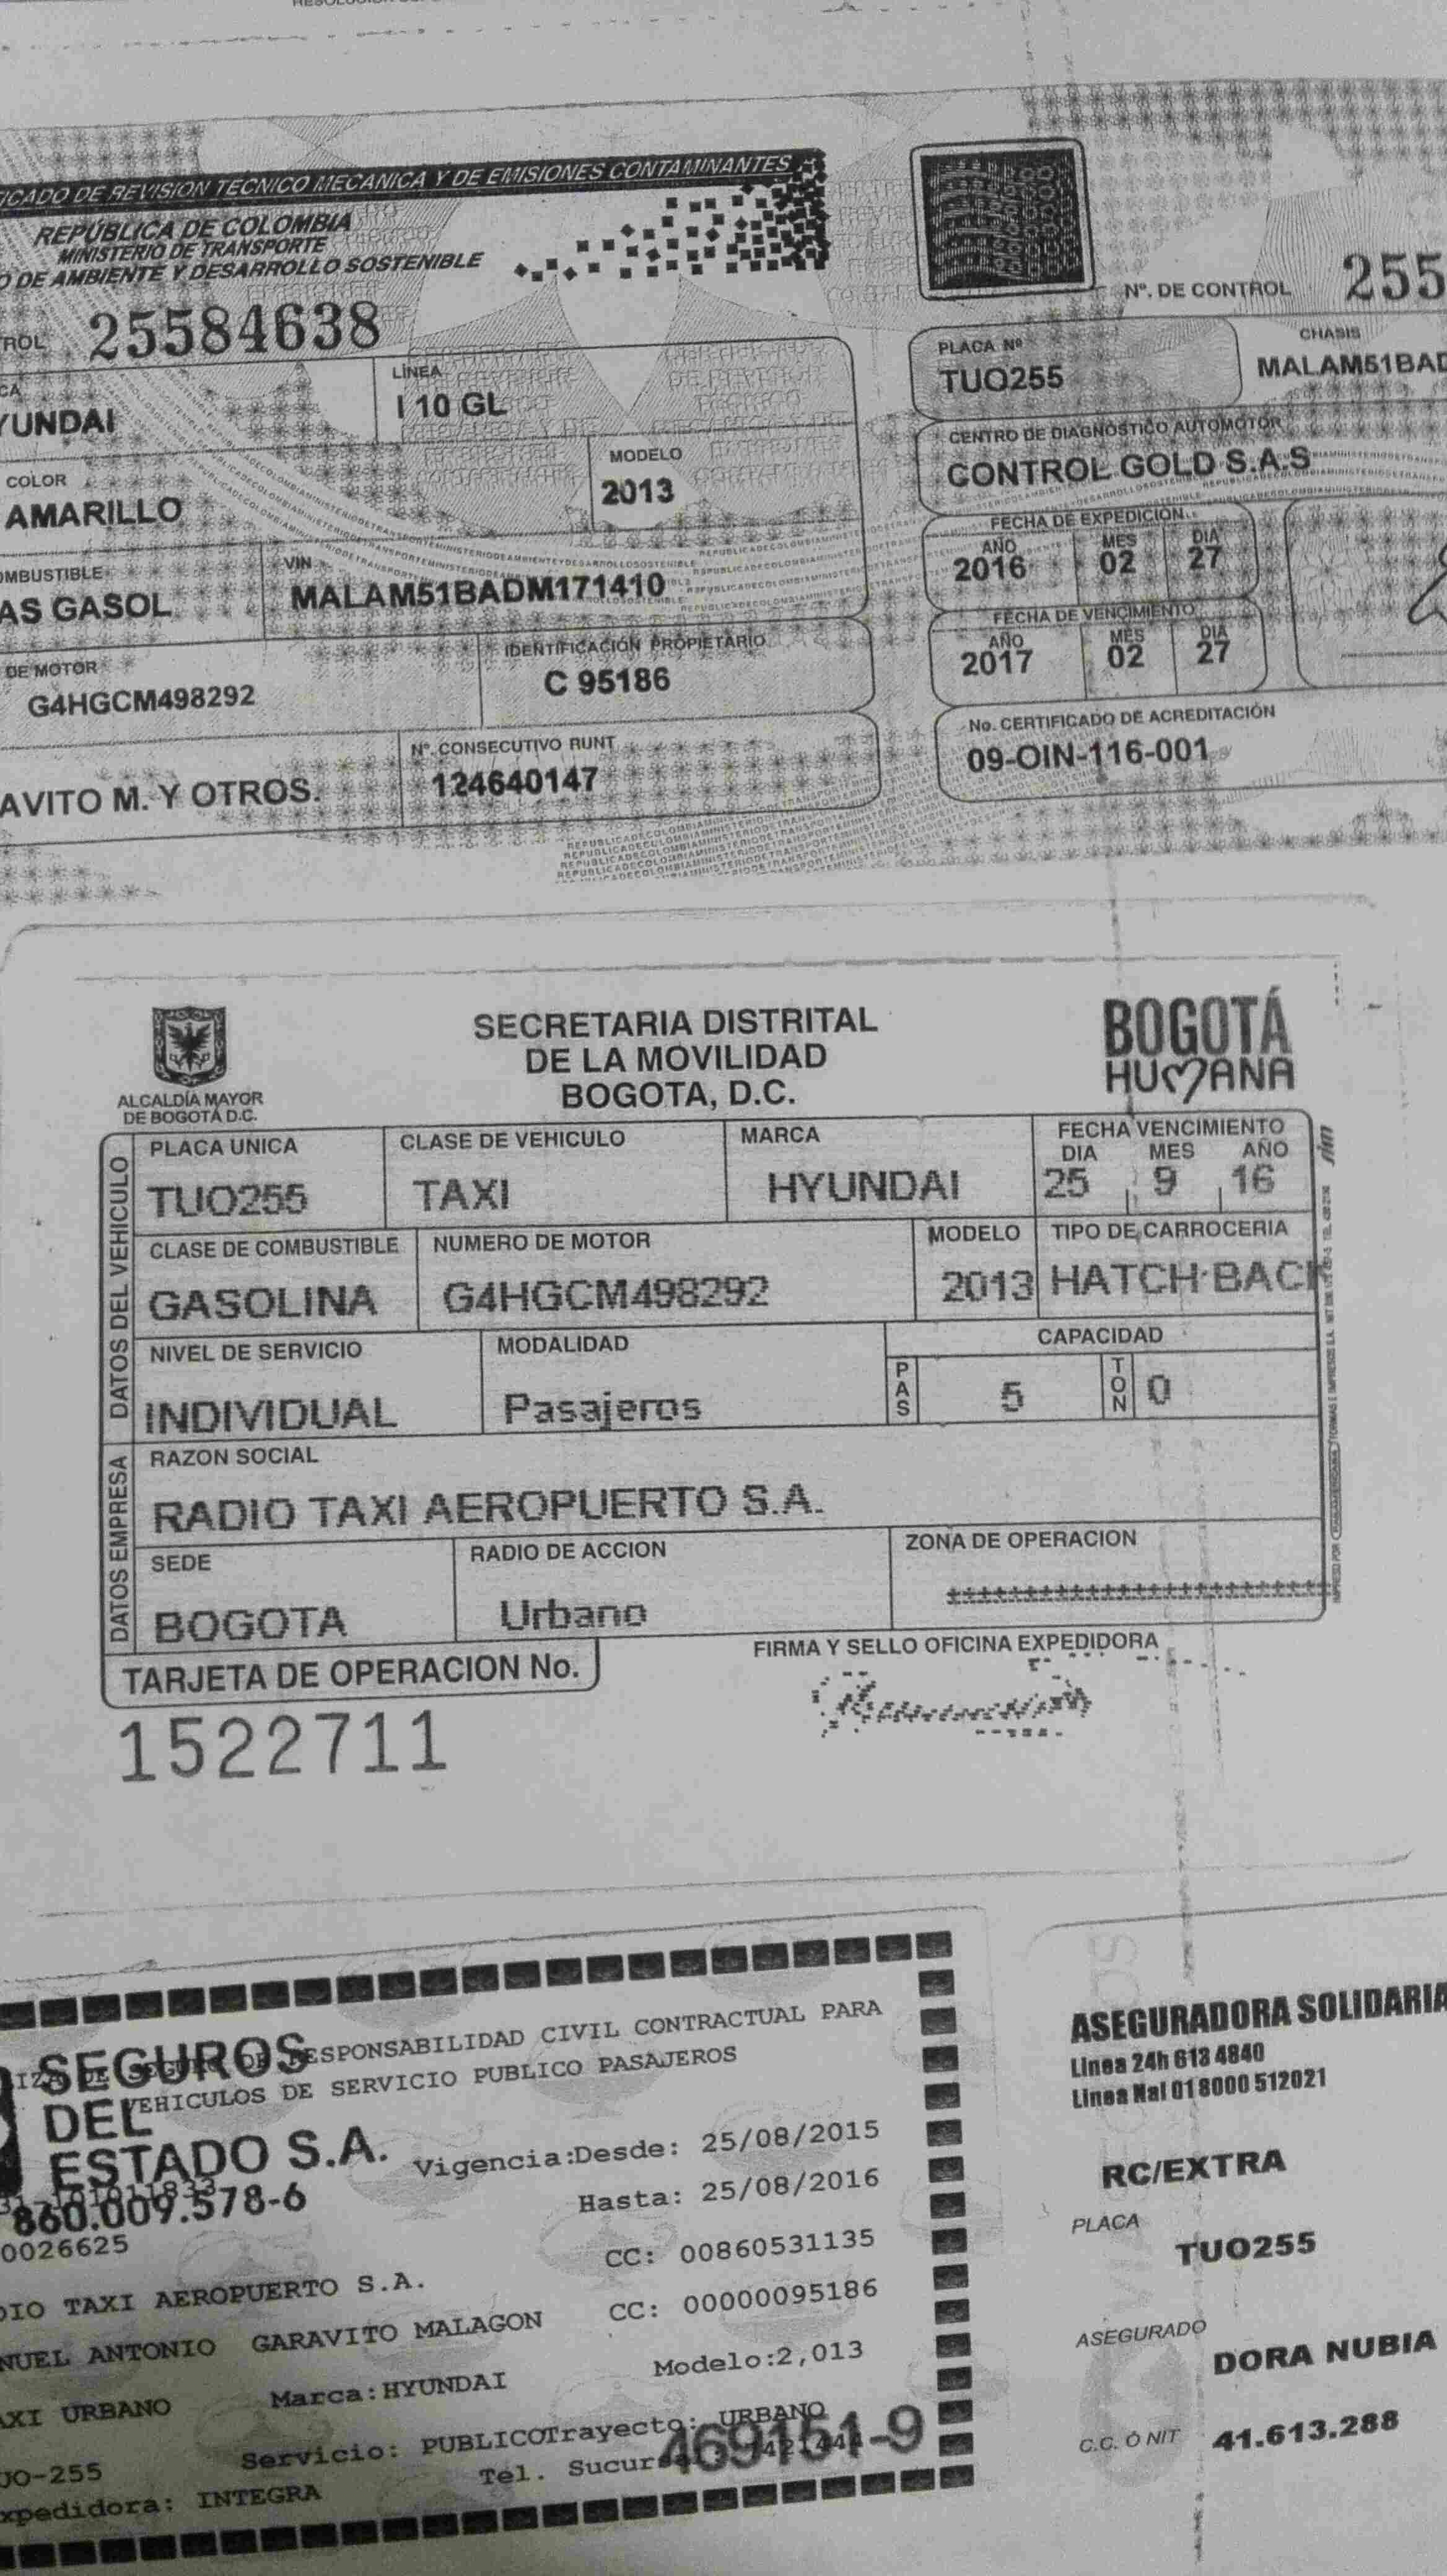 ICADO DE REVISION TECNICO MECANICA Y DE EMISIONES CONTAMINANTES
REPÚBLICA DE COLOMBIA
MINISTERIO DE TRANSPORTE
O DE AMBIENTE Y DESARROLLO SOSTENIBLE
ROL 25584638
CA
YUNDAI
LÍNEA
I 10 GL
COLOR
AMARILLO
MODELO
2013
OMBUSTIBLE
AS GASOL
VIN
MALAM51BADM171410
DE MOTOR
G4HGCM498292
IDENTIFICACIÓN PROPIETARIO
C 95186
AVITO M. Y OTROS.
Nº. CONSECUTIVO RUNT
124640147
Nº. DE CONTROL 255
PLACA Nº
TUO255
CHASIS
MALAM51BAD
CENTRO DE DIAGNÓSTICO AUTOMOTOR
CONTROL GOLD S.A.S
FECHA DE EXPEDICIÓN
AÑO MES DIA
2016 02 27
FECHA DE VENCIMIENTO
AÑO MES DIA
2017 02 27
No. CERTIFICADO DE ACREDITACIÓN
09-OIN-116-001
ALCALDÍA MAYOR
DE BOGOTÁ D.C.
SECRETARIA DISTRITAL
DE LA MOVILIDAD
BOGOTA, D.C.
BOGOTÁ
HUMANA
DATOS DEL VEHICULO
PLACA UNICA CLASE DE VEHICULO MARCA FECHA VENCIMIENTO
DIA MES AÑO
TUO255 TAXI HYUNDAI 25 9 16
CLASE DE COMBUSTIBLE NUMERO DE MOTOR MODELO TIPO DE CARROCERIA
GASOLINA G4HGCM498292 2013 HATCH BACK
NIVEL DE SERVICIO MODALIDAD CAPACIDAD
INDIVIDUAL Pasajeros PAS 5 TON 0
DATOS EMPRESA
RAZON SOCIAL
RADIO TAXI AEROPUERTO S.A.
SEDE RADIO DE ACCION ZONA DE OPERACION
BOGOTA Urbano ************************
TARJETA DE OPERACION No.
FIRMA Y SELLO OFICINA EXPEDIDORA
1522711
SEGUROS
DEL
ESTADO S.A.
860.009.578-6
ESPONSABILIDAD CIVIL CONTRACTUAL PARA
VEHICULOS DE SERVICIO PUBLICO PASAJEROS
Vigencia:Desde: 25/08/2015
Hasta: 25/08/2016
0026625
CC: 00860531135
DIO TAXI AEROPUERTO S.A.
CC: 00000095186
NUEL ANTONIO GARAVITO MALAGON
Modelo:2,013
AXI URBANO Marca:HYUNDAI
Servicio: PUBLICO Trayecto: URBANO
UO-255
Tel. Sucur
469151-9
xpedidora: INTEGRA
ASEGURADORA SOLIDARIA
Linea 24h 613 4840
Linea Nal 01 8000 512021
RC/EXTRA
PLACA
TUO255
ASEGURADO
DORA NUBIA
C.C. Ó NIT 41.613.288